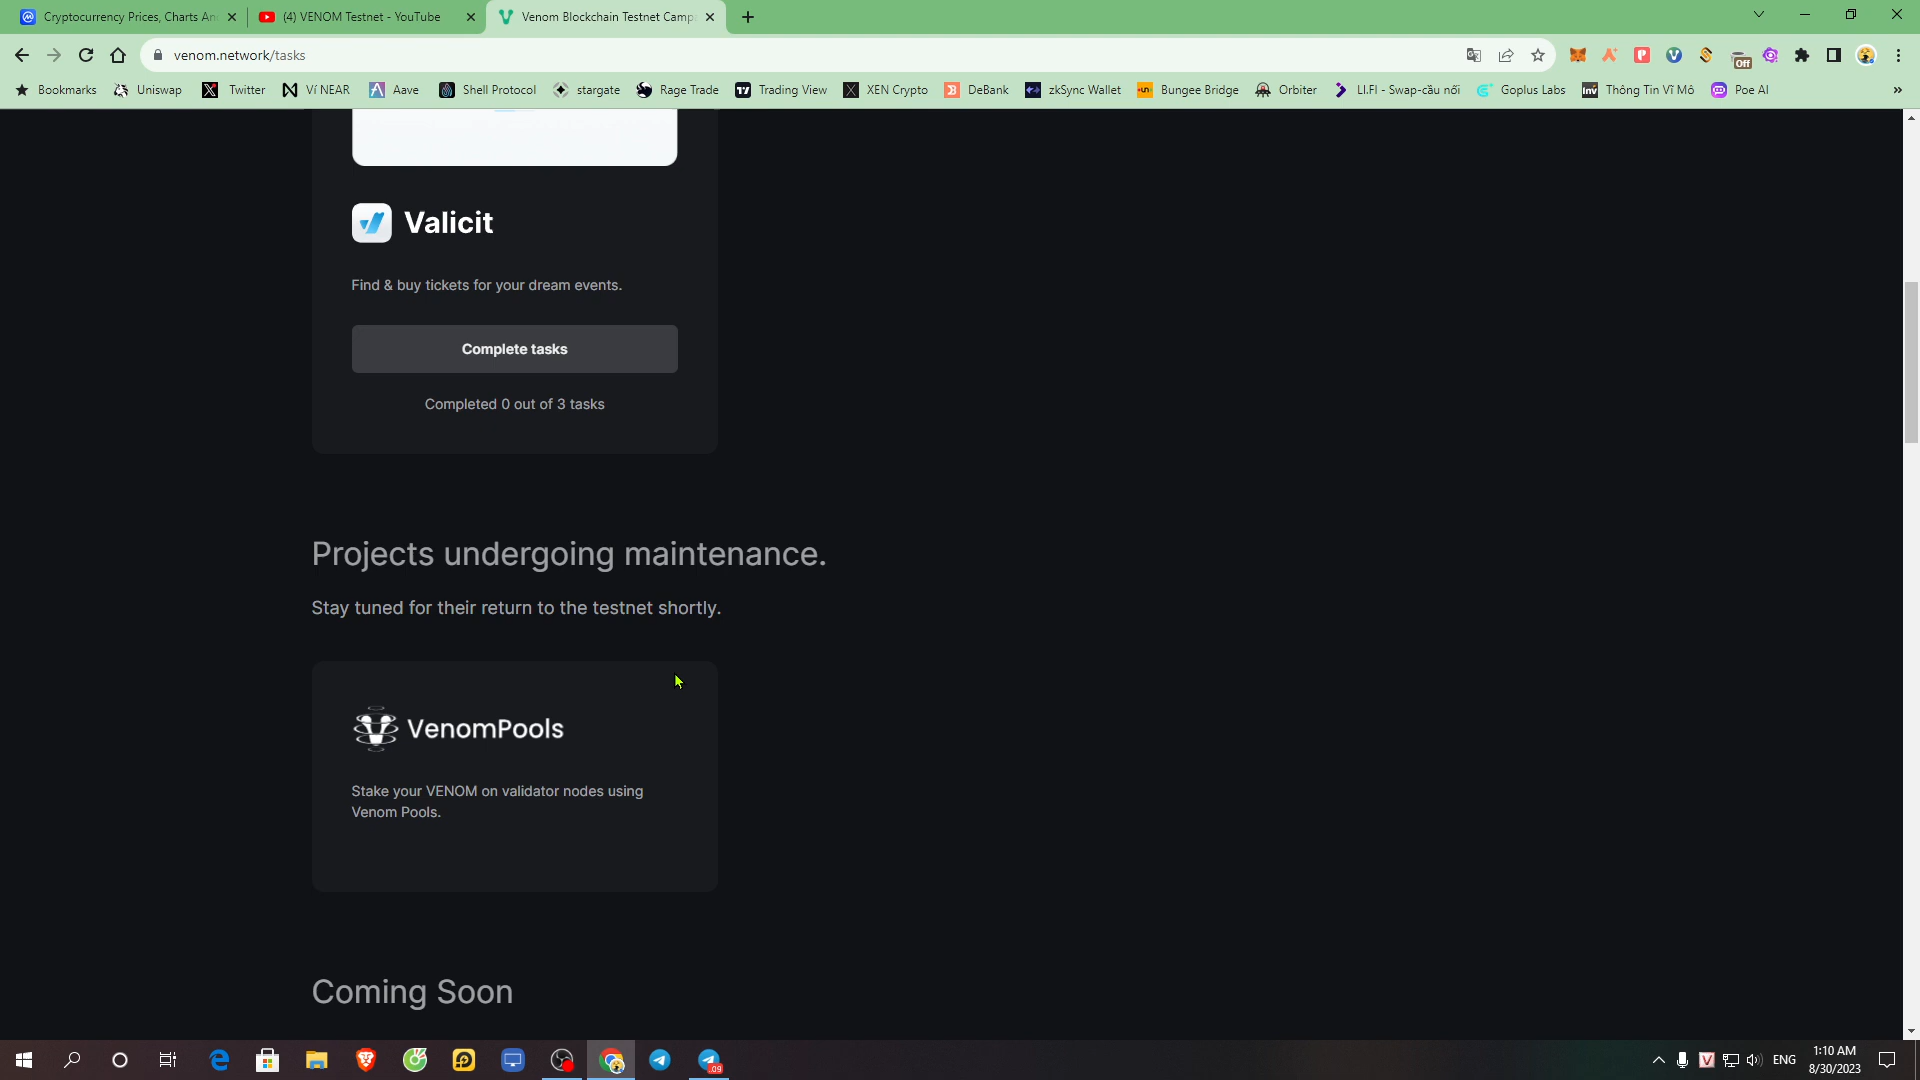 Cryptocurrency Prices, Charts An
(4) VENOM Testnet - YouTube
Venom Blockchain Testnet Camp
venom.network/tasks
Off
Bookmarks
Uniswap
Twitter
Ví NEAR
Aave
Shell Protocol
stargate
Rage Trade
Trading View
XEN Crypto
DeBank
zkSync Wallet
Bungee Bridge
Orbiter
LI.FI - Swap-cầu nối
Goplus Labs
Thông Tin Vĩ Mô
Poe AI
Valicit
Find & buy tickets for your dream events.
Complete tasks
Completed 0 out of 3 tasks
Projects undergoing maintenance.
Stay tuned for their return to the testnet shortly.
VenomPools
Stake your VENOM on validator nodes using
Venom Pools.
Coming Soon
.09
ENG
1:10 AM
8/30/2023